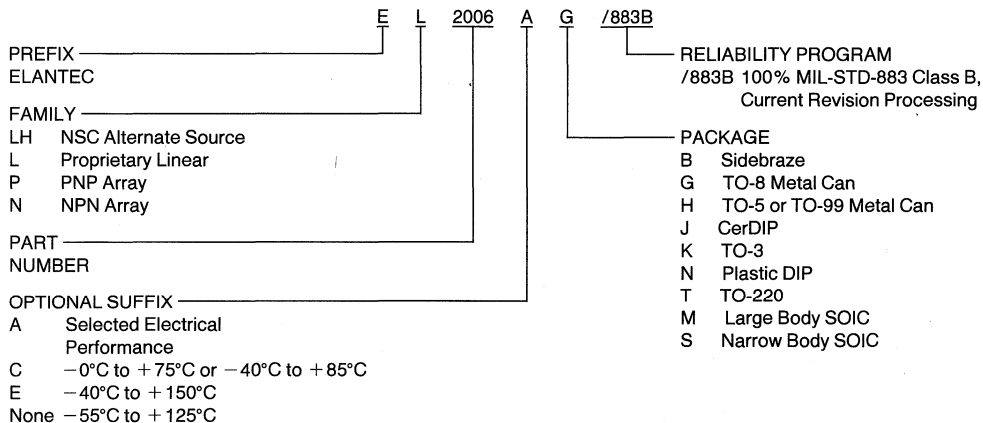 E L 2006 A G /883B
PREFIX
ELANTEC
FAMILY
LH NSC Alternate Source
L Proprietary Linear
P PNP Array
N NPN Array
PART
NUMBER
OPTIONAL SUFFIX
A Selected Electrical
Performance
C −0°C to +75°C or −40°C to +85°C
E −40°C to +150°C
None −55°C to +125°C
RELIABILITY PROGRAM
/883B 100% MIL-STD-883 Class B,
Current Revision Processing
PACKAGE
B Sidebraze
G TO-8 Metal Can
H TO-5 or TO-99 Metal Can
J CerDIP
K TO-3
N Plastic DIP
T TO-220
M Large Body SOIC
S Narrow Body SOIC